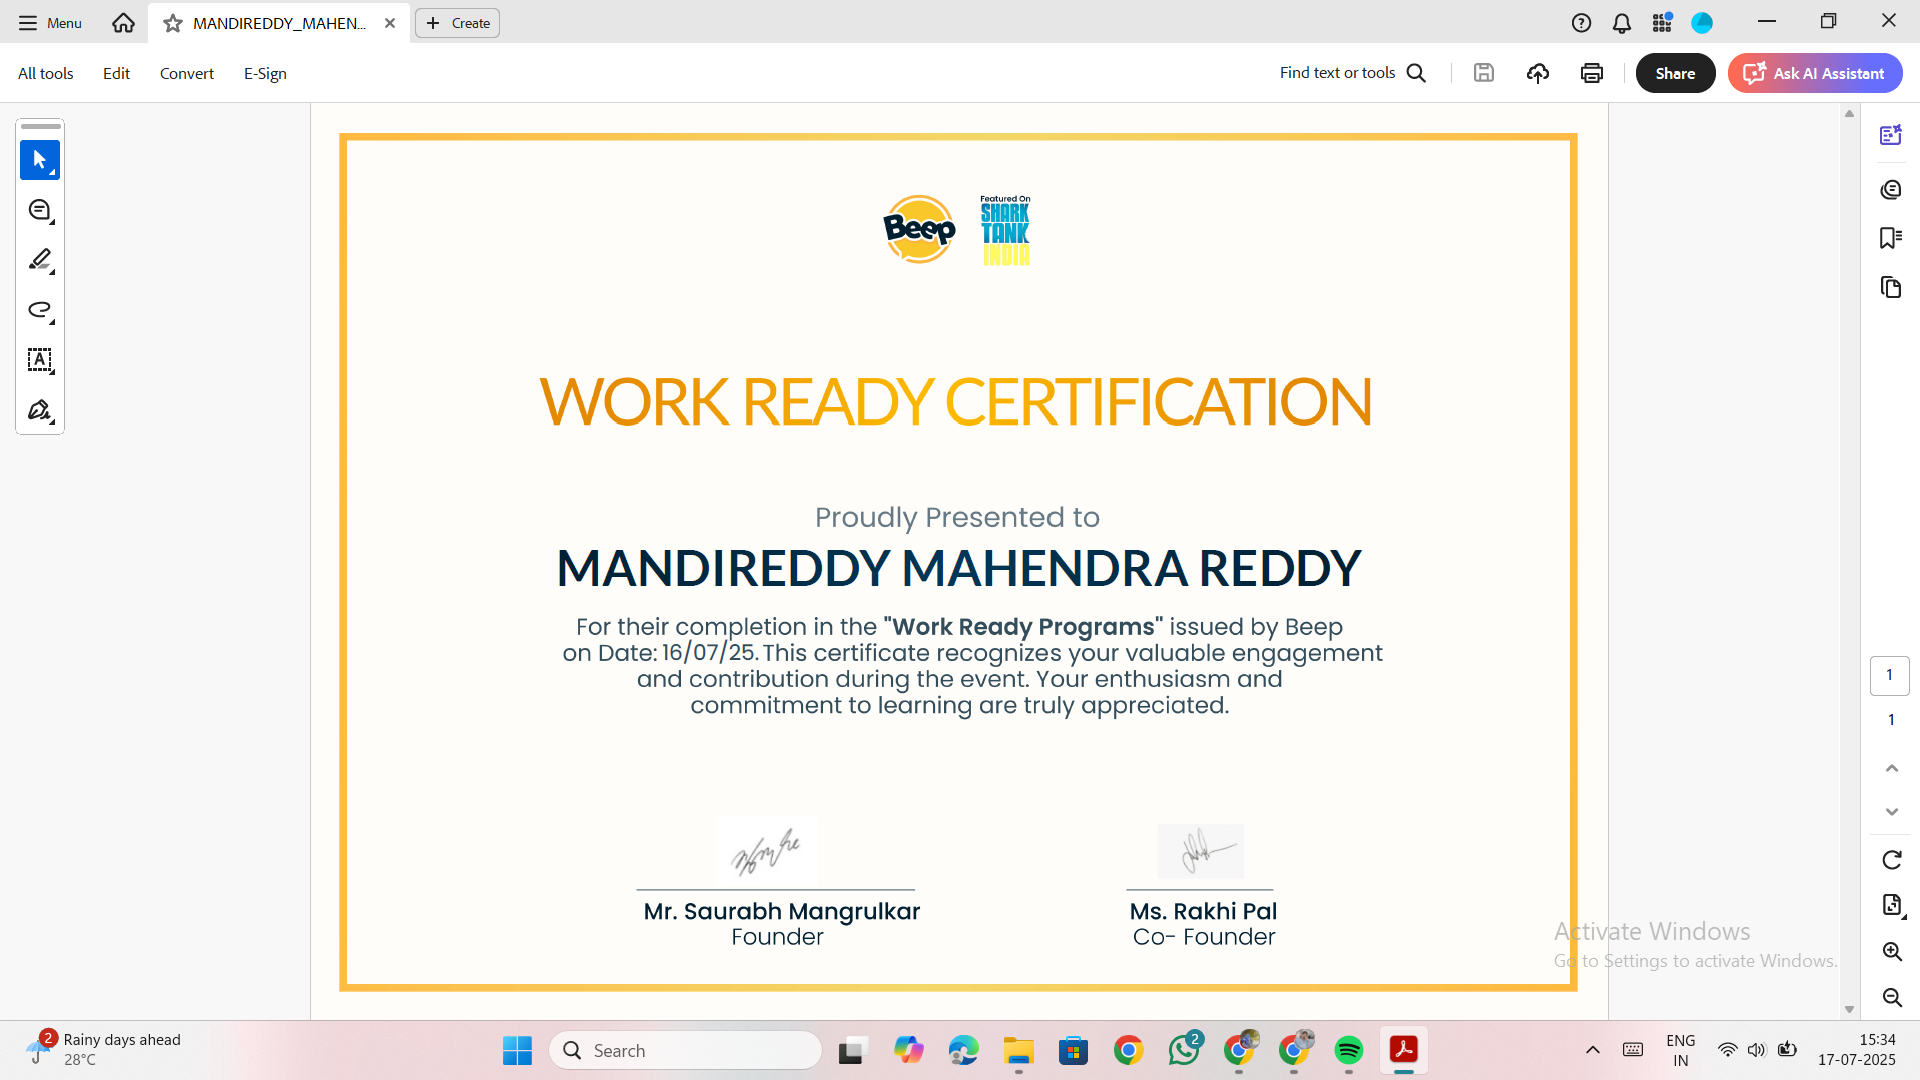 Menu
MANDIREDDY_MAHEN...
Create
All tools
Edit
Convert
E-Sign
Find text or tools
Share
Ask AI Assistant
Beep
Featured On
SHARK
TANK
INDIA
WORK READY CERTIFICATION
Proudly Presented to
MANDIREDDY MAHENDRA REDDY
For their completion in the "Work Ready Programs" issued by Beep
on Date: 16/07/25. This certificate recognizes your valuable engagement
and contribution during the event. Your enthusiasm and
commitment to learning are truly appreciated.
Mr. Saurabh Mangrulkar
Founder
Ms. Rakhi Pal
Co- Founder
1
1
Activate Windows
Go to Settings to activate Windows.
2
Rainy days ahead
28°C
Search
2
ENG
IN
15:34
17-07-2025